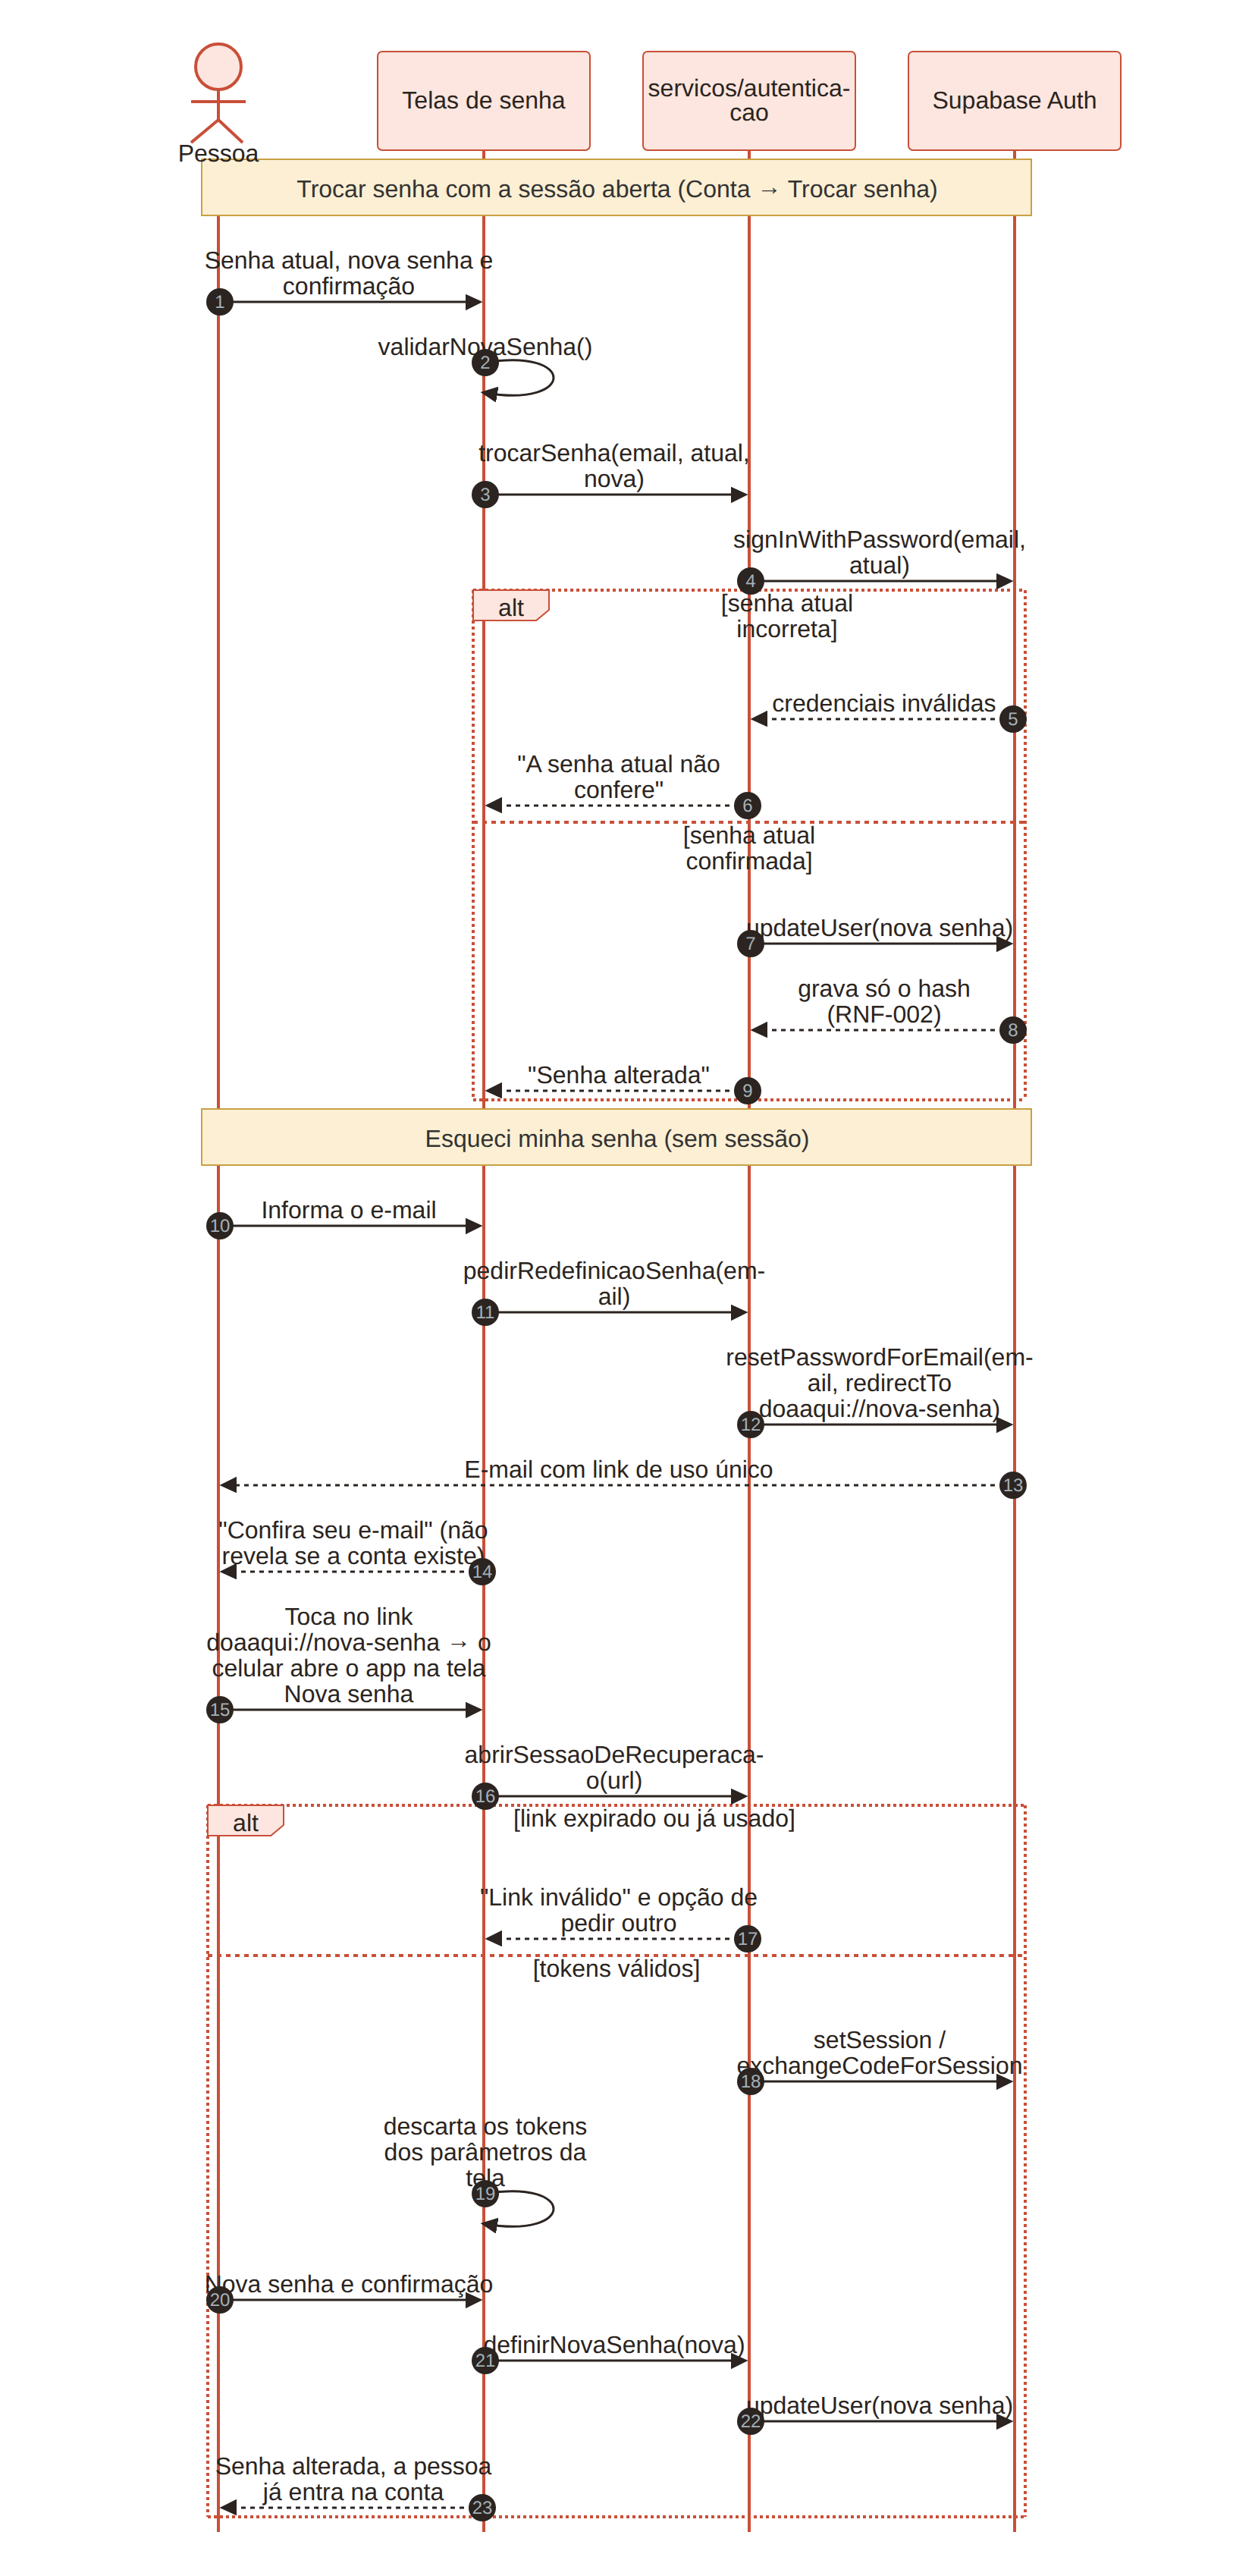 Pessoa
Telas de senha
servicos/autentica-
cao
Supabase Auth
Trocar senha com a sessão aberta (Conta → Trocar senha)
Senha atual, nova senha e
confirmação
1
validarNovaSenha()
2
trocarSenha(email, atual,
nova)
3
signInWithPassword(email,
atual)
4
alt
[senha atual
incorreta]
credenciais inválidas
5
"A senha atual não
confere"
6
[senha atual
confirmada]
updateUser(nova senha)
7
grava só o hash
(RNF-002)
8
"Senha alterada"
9
Esqueci minha senha (sem sessão)
Informa o e-mail
10
pedirRedefinicaoSenha(em-
ail)
11
resetPasswordForEmail(em-
ail, redirectTo
doaaqui://nova-senha)
12
E-mail com link de uso único
13
"Confira seu e-mail" (não
revela se a conta existe)
14
Toca no link
doaaqui://nova-senha → o
celular abre o app na tela
Nova senha
15
abrirSessaoDeRecuperaca-
o(url)
16
alt
[link expirado ou já usado]
"Link inválido" e opção de
pedir outro
17
[tokens válidos]
setSession /
exchangeCodeForSession
18
descarta os tokens
dos parâmetros da
tela
19
Nova senha e confirmação
20
definirNovaSenha(nova)
21
updateUser(nova senha)
22
Senha alterada, a pessoa
já entra na conta
23